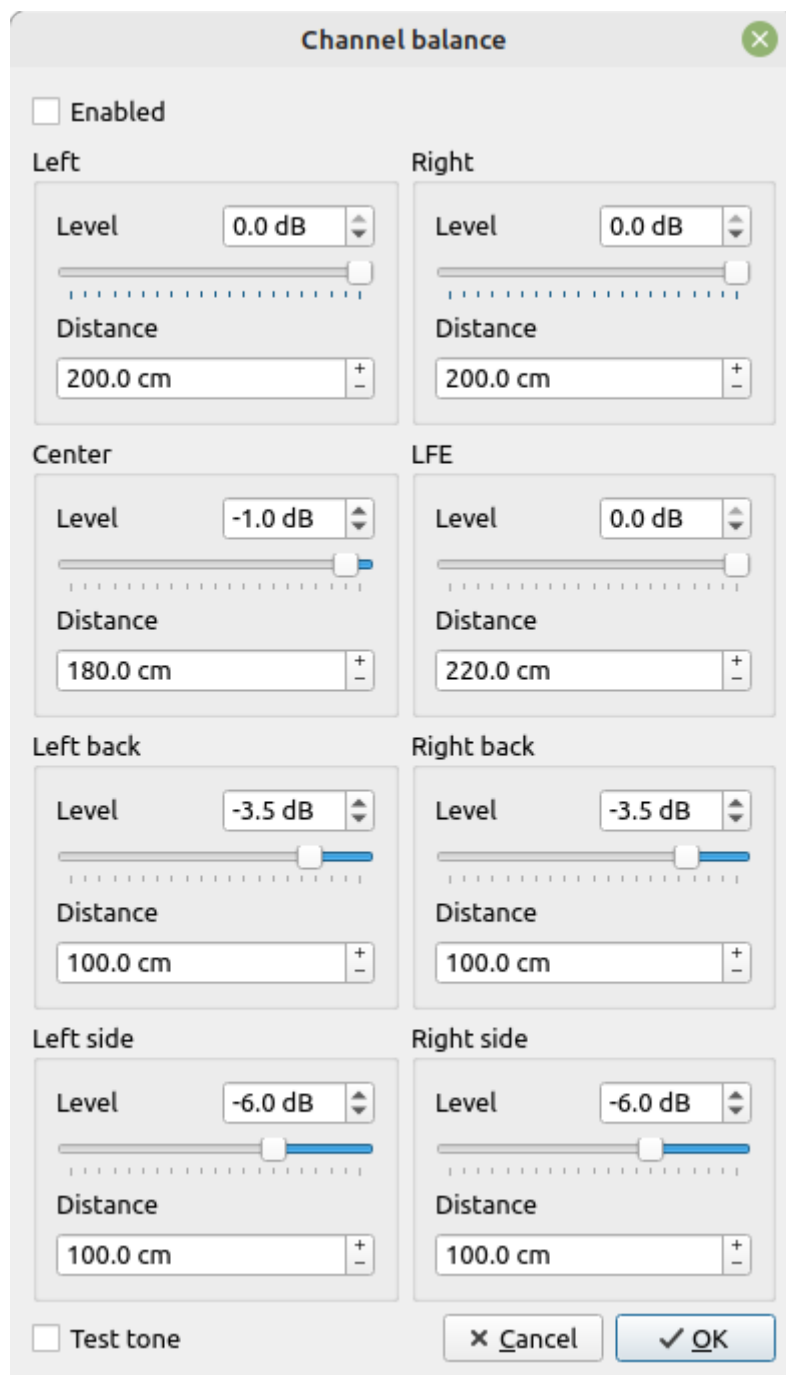 Channel balance
Enabled
Left Right
Level 0.0 dB Level 0.0 dB
Distance Distance
200.0 cm 200.0 cm
Center LFE
Level -1.0 dB Level 0.0 dB
Distance Distance
180.0 cm 220.0 cm
Left back Right back
Level -3.5 dB Level -3.5 dB
Distance Distance
100.0 cm 100.0 cm
Left side Right side
Level -6.0 dB Level -6.0 dB
Distance Distance
100.0 cm 100.0 cm
Test tone Cancel OK